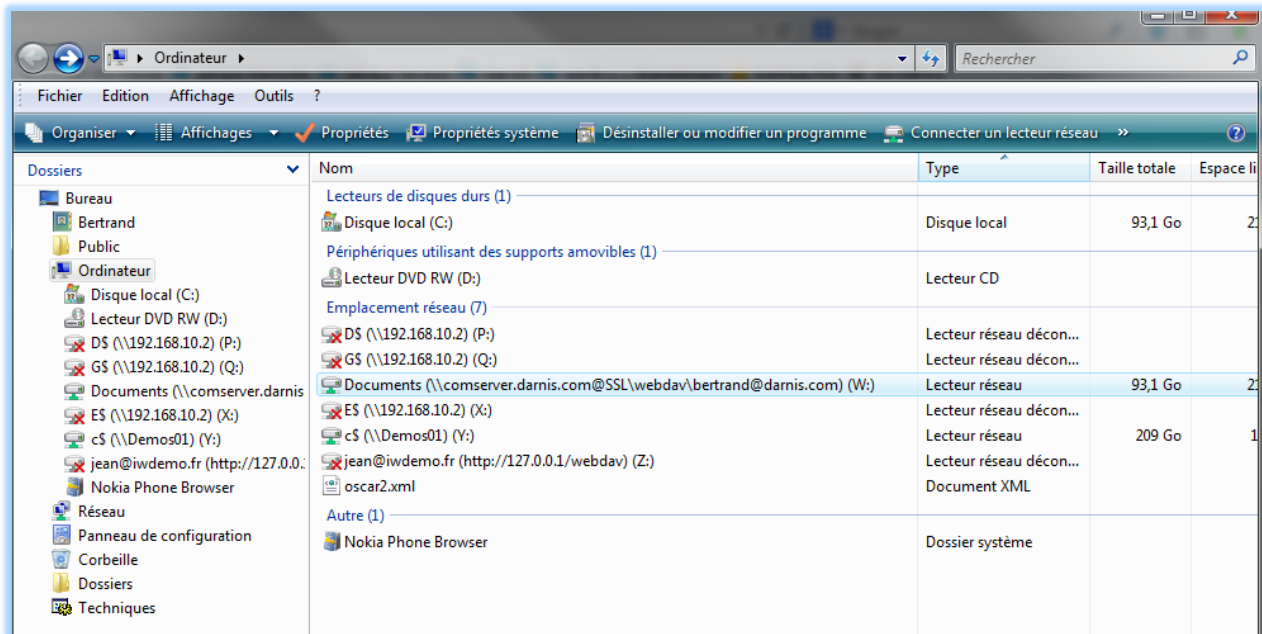 Ordinateur
Rechercher
Fichier Edition Affichage Outils ?
Organiser Affichages Propriétés Propriétés système Désinstaller ou modifier un programme Connecter un lecteur réseau »
Dossiers
Bureau
Bertrand
Public
Ordinateur
Disque local (C:)
Lecteur DVD RW (D:)
D$ (\\192.168.10.2) (P:)
G$ (\\192.168.10.2) (Q:)
Documents (\\comserver.darnis
E$ (\\192.168.10.2) (X:)
c$ (\\Demos01) (Y:)
jean@iwdemo.fr (http://127.0.0.
Nokia Phone Browser
Réseau
Panneau de configuration
Corbeille
Dossiers
Techniques
Nom Type Taille totale Espace li
Lecteurs de disques durs (1)
Disque local (C:) Disque local 93,1 Go 21
Périphériques utilisant des supports amovibles (1)
Lecteur DVD RW (D:) Lecteur CD
Emplacement réseau (7)
D$ (\\192.168.10.2) (P:) Lecteur réseau décon...
G$ (\\192.168.10.2) (Q:) Lecteur réseau décon...
Documents (\\comserver.darnis.com@SSL\webdav\bertrand@darnis.com) (W:) Lecteur réseau 93,1 Go 21
E$ (\\192.168.10.2) (X:) Lecteur réseau décon...
c$ (\\Demos01) (Y:) Lecteur réseau 209 Go 1
jean@iwdemo.fr (http://127.0.0.1/webdav) (Z:) Lecteur réseau décon...
oscar2.xml Document XML
Autre (1)
Nokia Phone Browser Dossier système